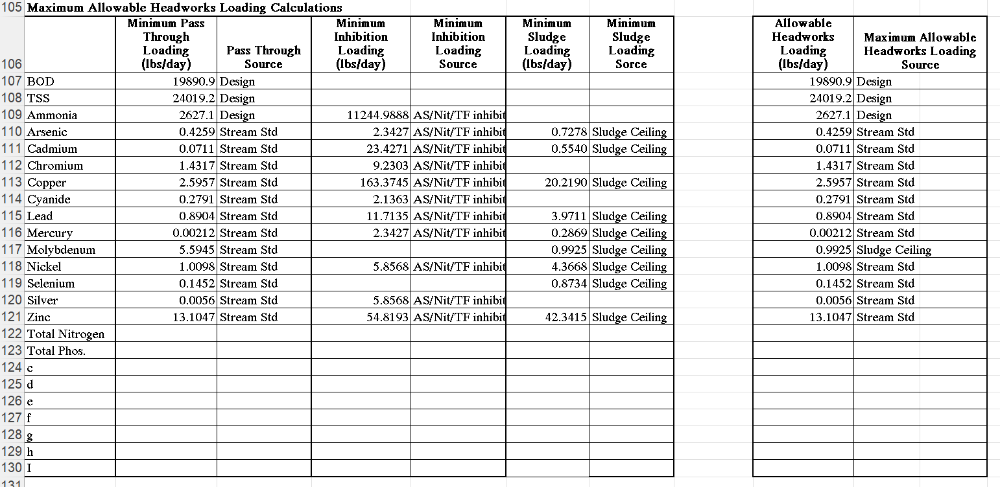 105 Maximum Allowable Headworks Loading Calculations
106 Minimum Pass Through Loading (lbs/day) Pass Through Source Minimum Inhibition Loading (lbs/day) Minimum Inhibition Loading Source Minimum Sludge Loading (lbs/day) Minimum Sludge Loading Sorce Allowable Headworks Loading (lbs/day) Maximum Allowable Headworks Loading Source
107 BOD 19890.9 Design 19890.9 Design
108 TSS 24019.2 Design 24019.2 Design
109 Ammonia 2627.1 Design 11244.9888 AS/Nit/TF inhibit 2627.1 Design
110 Arsenic 0.4259 Stream Std 2.3427 AS/Nit/TF inhibit 0.7278 Sludge Ceiling 0.4259 Stream Std
111 Cadmium 0.0711 Stream Std 23.4271 AS/Nit/TF inhibit 0.5540 Sludge Ceiling 0.0711 Stream Std
112 Chromium 1.4317 Stream Std 9.2303 AS/Nit/TF inhibit 1.4317 Stream Std
113 Copper 2.5957 Stream Std 163.3745 AS/Nit/TF inhibit 20.2190 Sludge Ceiling 2.5957 Stream Std
114 Cyanide 0.2791 Stream Std 2.1363 AS/Nit/TF inhibit 0.2791 Stream Std
115 Lead 0.8904 Stream Std 11.7135 AS/Nit/TF inhibit 3.9711 Sludge Ceiling 0.8904 Stream Std
116 Mercury 0.00212 Stream Std 2.3427 AS/Nit/TF inhibit 0.2869 Sludge Ceiling 0.00212 Stream Std
117 Molybdenum 5.5945 Stream Std 0.9925 Sludge Ceiling 0.9925 Sludge Ceiling
118 Nickel 1.0098 Stream Std 5.8568 AS/Nit/TF inhibit 4.3668 Sludge Ceiling 1.0098 Stream Std
119 Selenium 0.1452 Stream Std 0.8734 Sludge Ceiling 0.1452 Stream Std
120 Silver 0.0056 Stream Std 5.8568 AS/Nit/TF inhibit 0.0056 Stream Std
121 Zinc 13.1047 Stream Std 54.8193 AS/Nit/TF inhibit 42.3415 Sludge Ceiling 13.1047 Stream Std
122 Total Nitrogen
123 Total Phos.
124 c
125 d
126 e
127 f
128 g
129 h
130 I
131